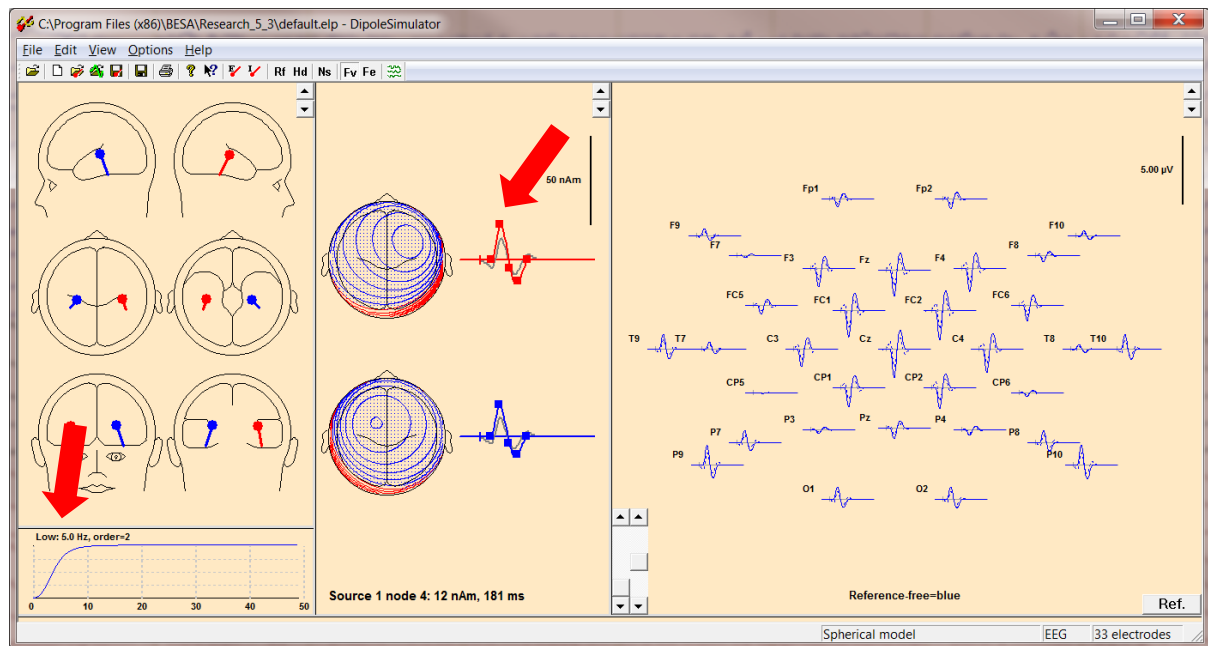 C:\Program Files (x86)\BESA\Research_5_3\default.elp - DipoleSimulator
File Edit View Options Help
Rf Hd Ns Fv Fe
50 nAm
5.00 µV
Fp1 Fp2
F9 F10
F7 F8
F3 Fz F4
FC5 FC1 FC2 FC6
T9 T7 C3 Cz C4 T8 T10
CP5 CP1 CP2 CP6
P3 Pz P4
P7 P8
P9 P10
O1 O2
Low: 5.0 Hz, order=2
0 10 20 30 40 50
Source 1 node 4: 12 nAm, 181 ms
Reference-free=blue
Ref.
Spherical model EEG 33 electrodes